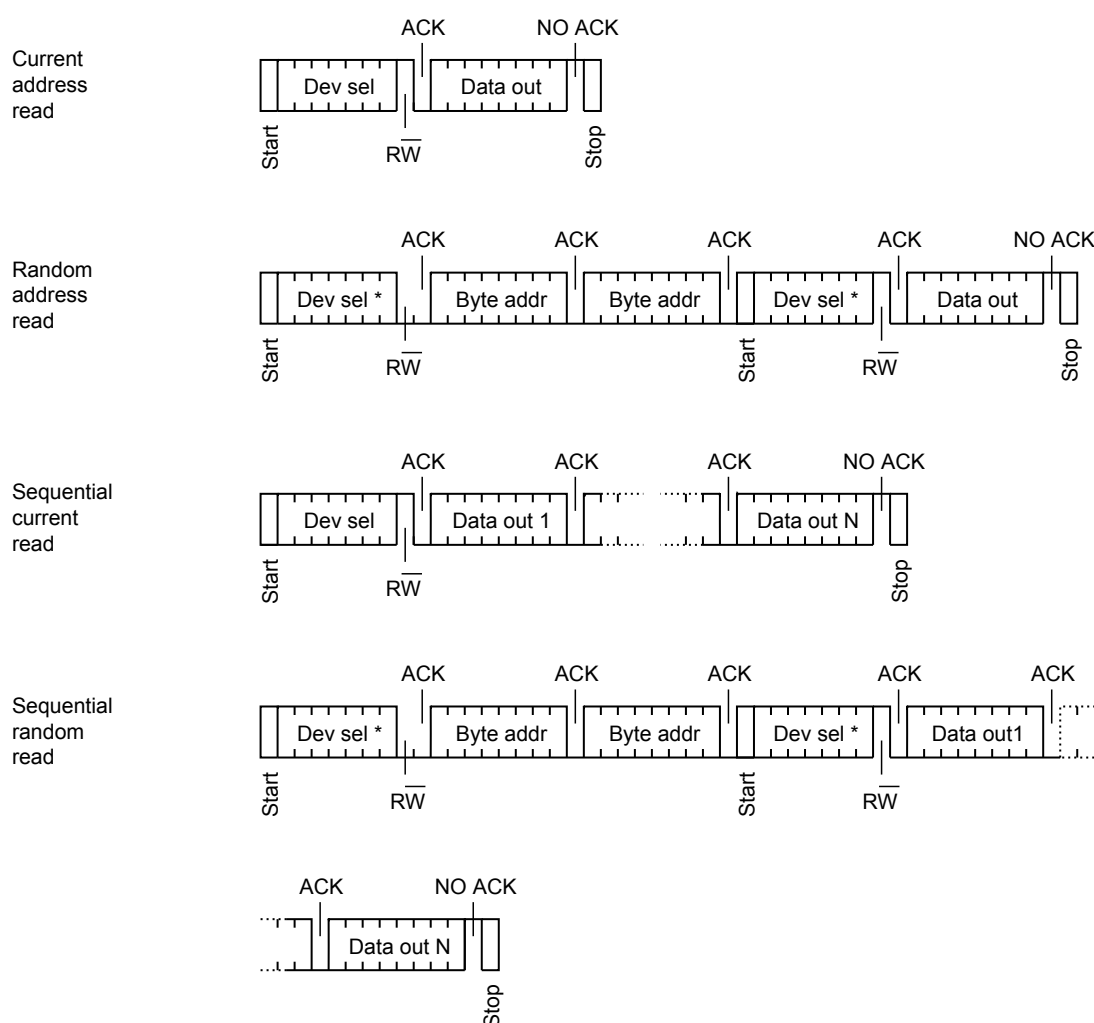 ACK NO ACK
Current
address
read
Dev sel Data out
Start RW̅ Stop
ACK ACK ACK ACK NO ACK
Random
address
read
Dev sel * Byte addr Byte addr Dev sel * Data out
Start RW̅ Start RW̅ Stop
ACK ACK ACK NO ACK
Sequential
current
read
Dev sel Data out 1 Data out N
Start RW̅ Stop
ACK ACK ACK ACK ACK
Sequential
random
read
Dev sel * Byte addr Byte addr Dev sel * Data out1
Start RW̅ Start RW̅
ACK NO ACK
Data out N
Stop